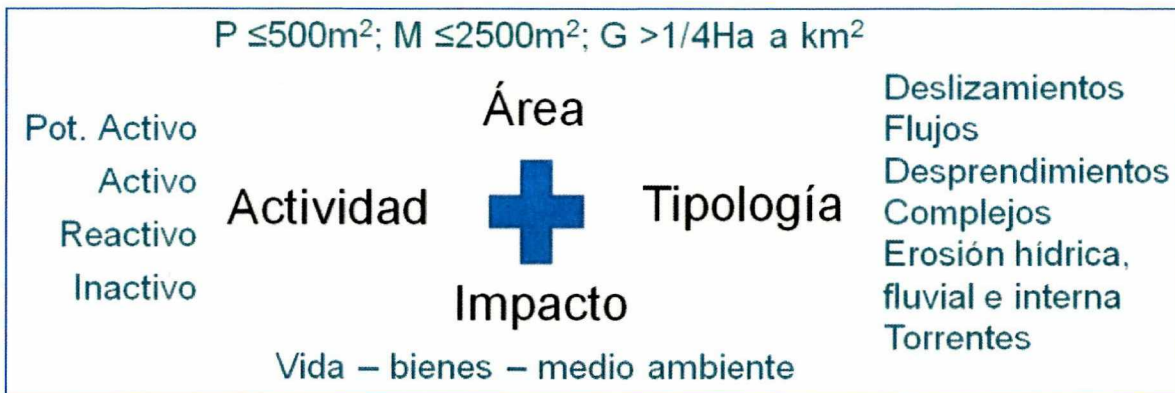 P ≤500m²; M ≤2500m²; G >1/4Ha a km²
Área
Pot. Activo
Activo
Reactivo
Inactivo
Actividad
Tipología
Deslizamientos
Flujos
Desprendimientos
Complejos
Erosión hídrica,
fluvial e interna
Torrentes
Impacto
Vida – bienes – medio ambiente